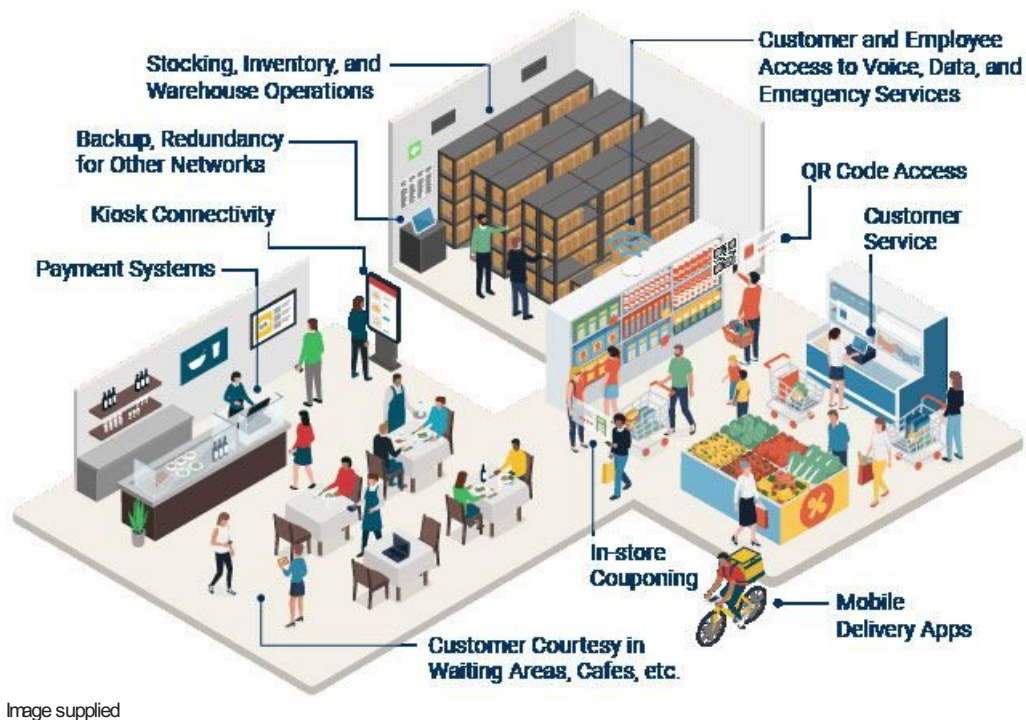 Stocking, Inventory, and
Warehouse Operations
Customer and Employee
Access to Voice, Data, and
Emergency Services
Backup, Redundancy
for Other Networks
QR Code Access
Kiosk Connectivity
Customer
Service
Payment Systems
In-store
Couponing
Mobile
Delivery Apps
Customer Courtesy in
Waiting Areas, Cafes, etc.
Image supplied